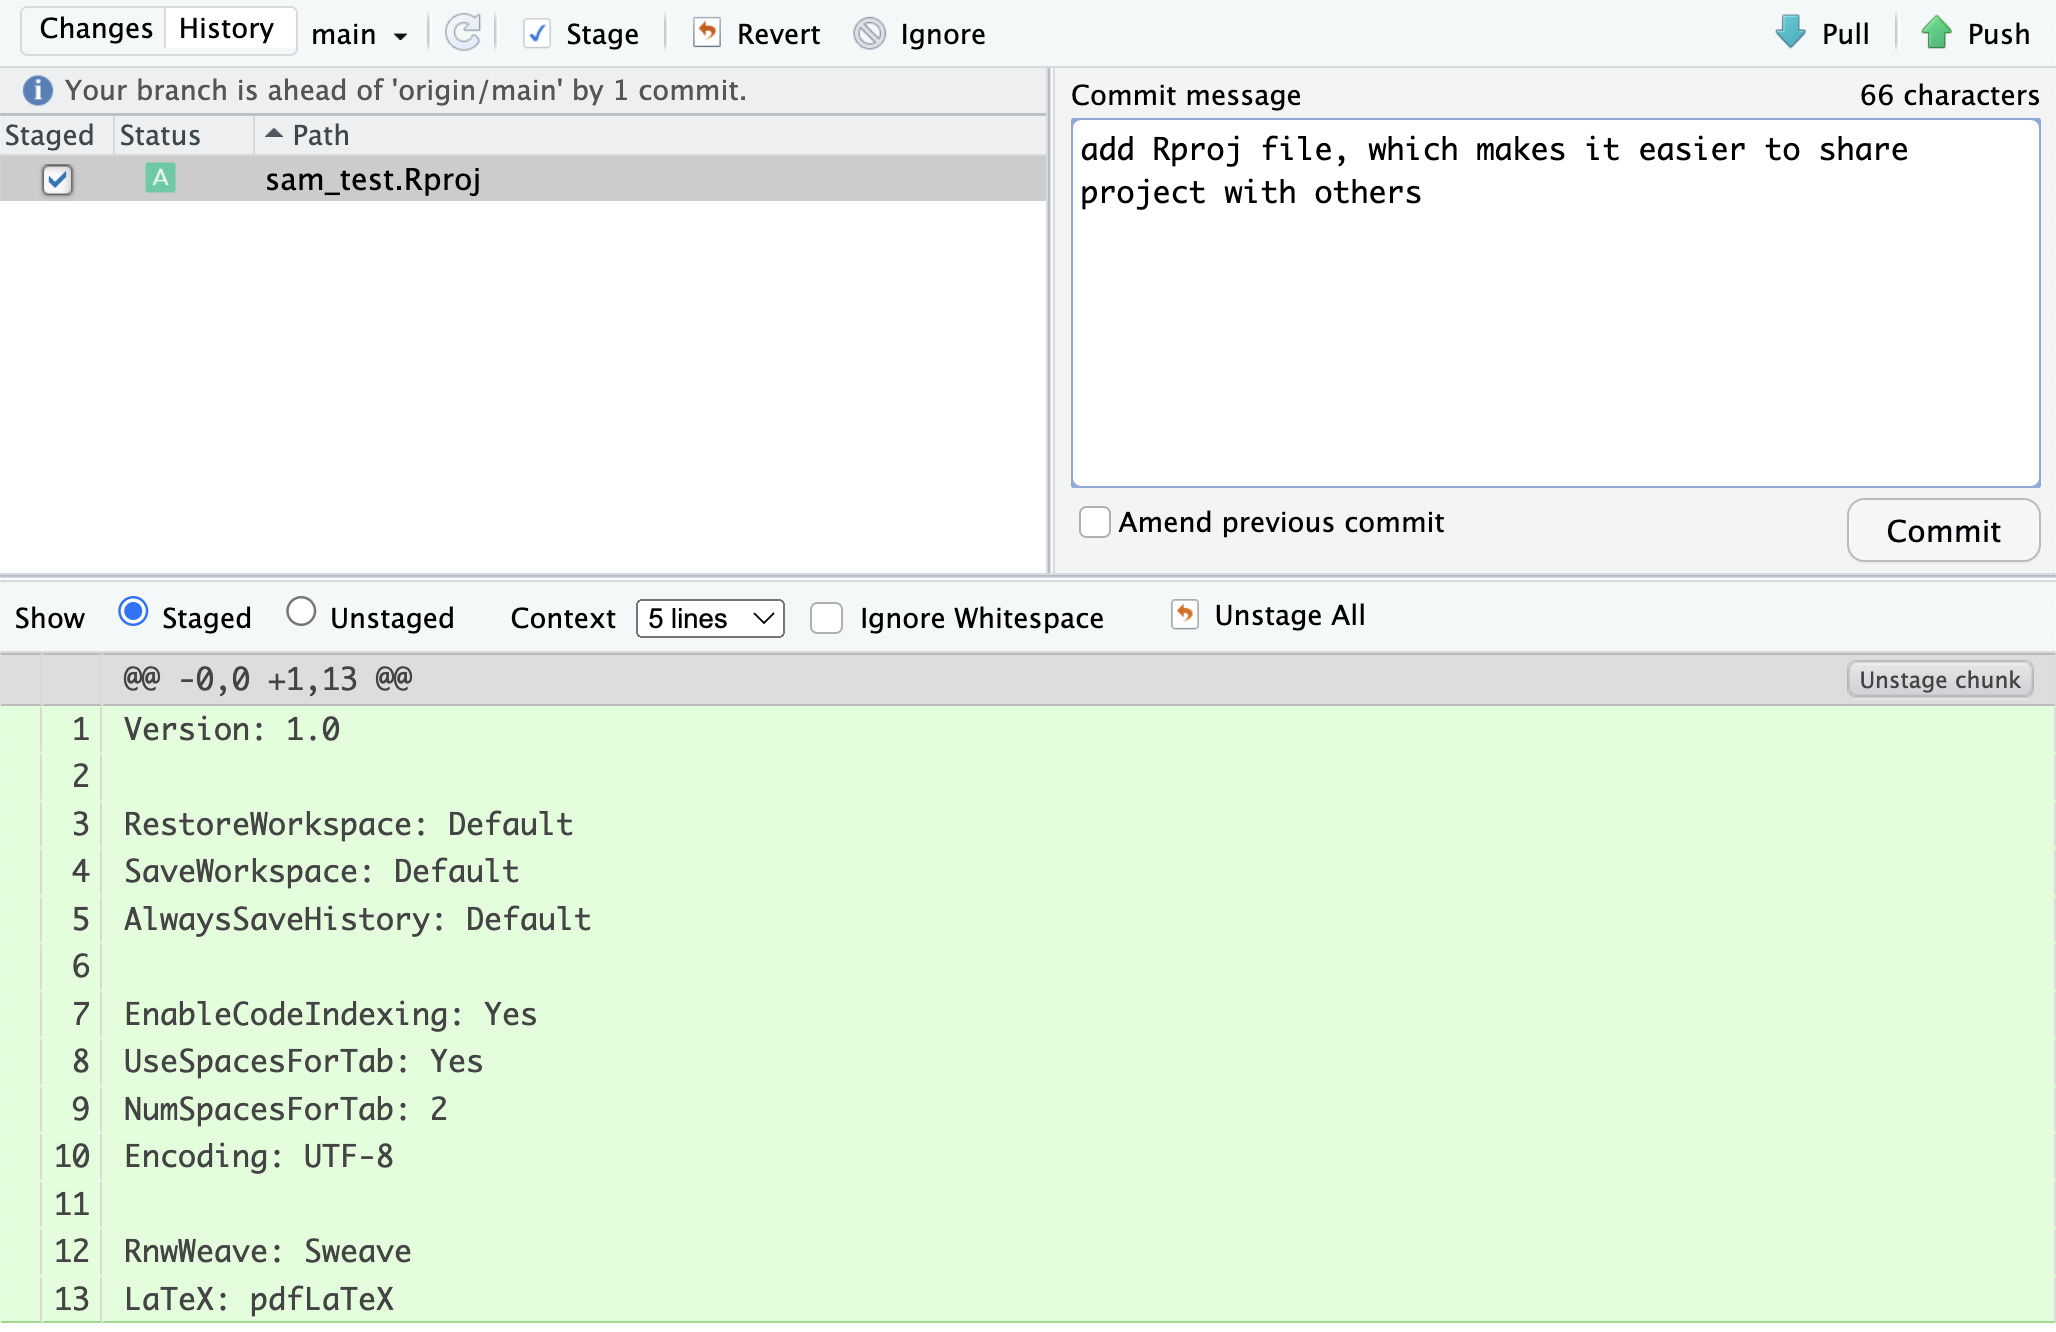 Changes History main Stage Revert Ignore Pull Push
Your branch is ahead of 'origin/main' by 1 commit.
Staged Status Path
A sam_test.Rproj
Commit message 66 characters
add Rproj file, which makes it easier to share
project with others
Amend previous commit Commit
Show Staged Unstaged Context 5 lines Ignore Whitespace Unstage All
@@ -0,0 +1,13 @@ Unstage chunk
1 Version: 1.0
2
3 RestoreWorkspace: Default
4 SaveWorkspace: Default
5 AlwaysSaveHistory: Default
6
7 EnableCodeIndexing: Yes
8 UseSpacesForTab: Yes
9 NumSpacesForTab: 2
10 Encoding: UTF-8
11
12 RnwWeave: Sweave
13 LaTeX: pdfLaTeX